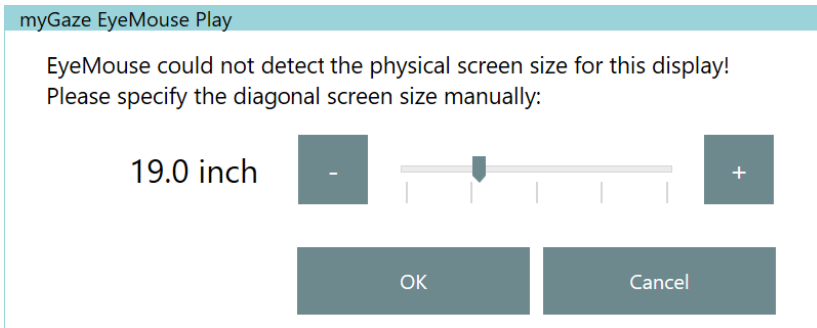 myGaze EyeMouse Play
EyeMouse could not detect the physical screen size for this display!
Please specify the diagonal screen size manually:
19.0 inch
-
+
OK
Cancel